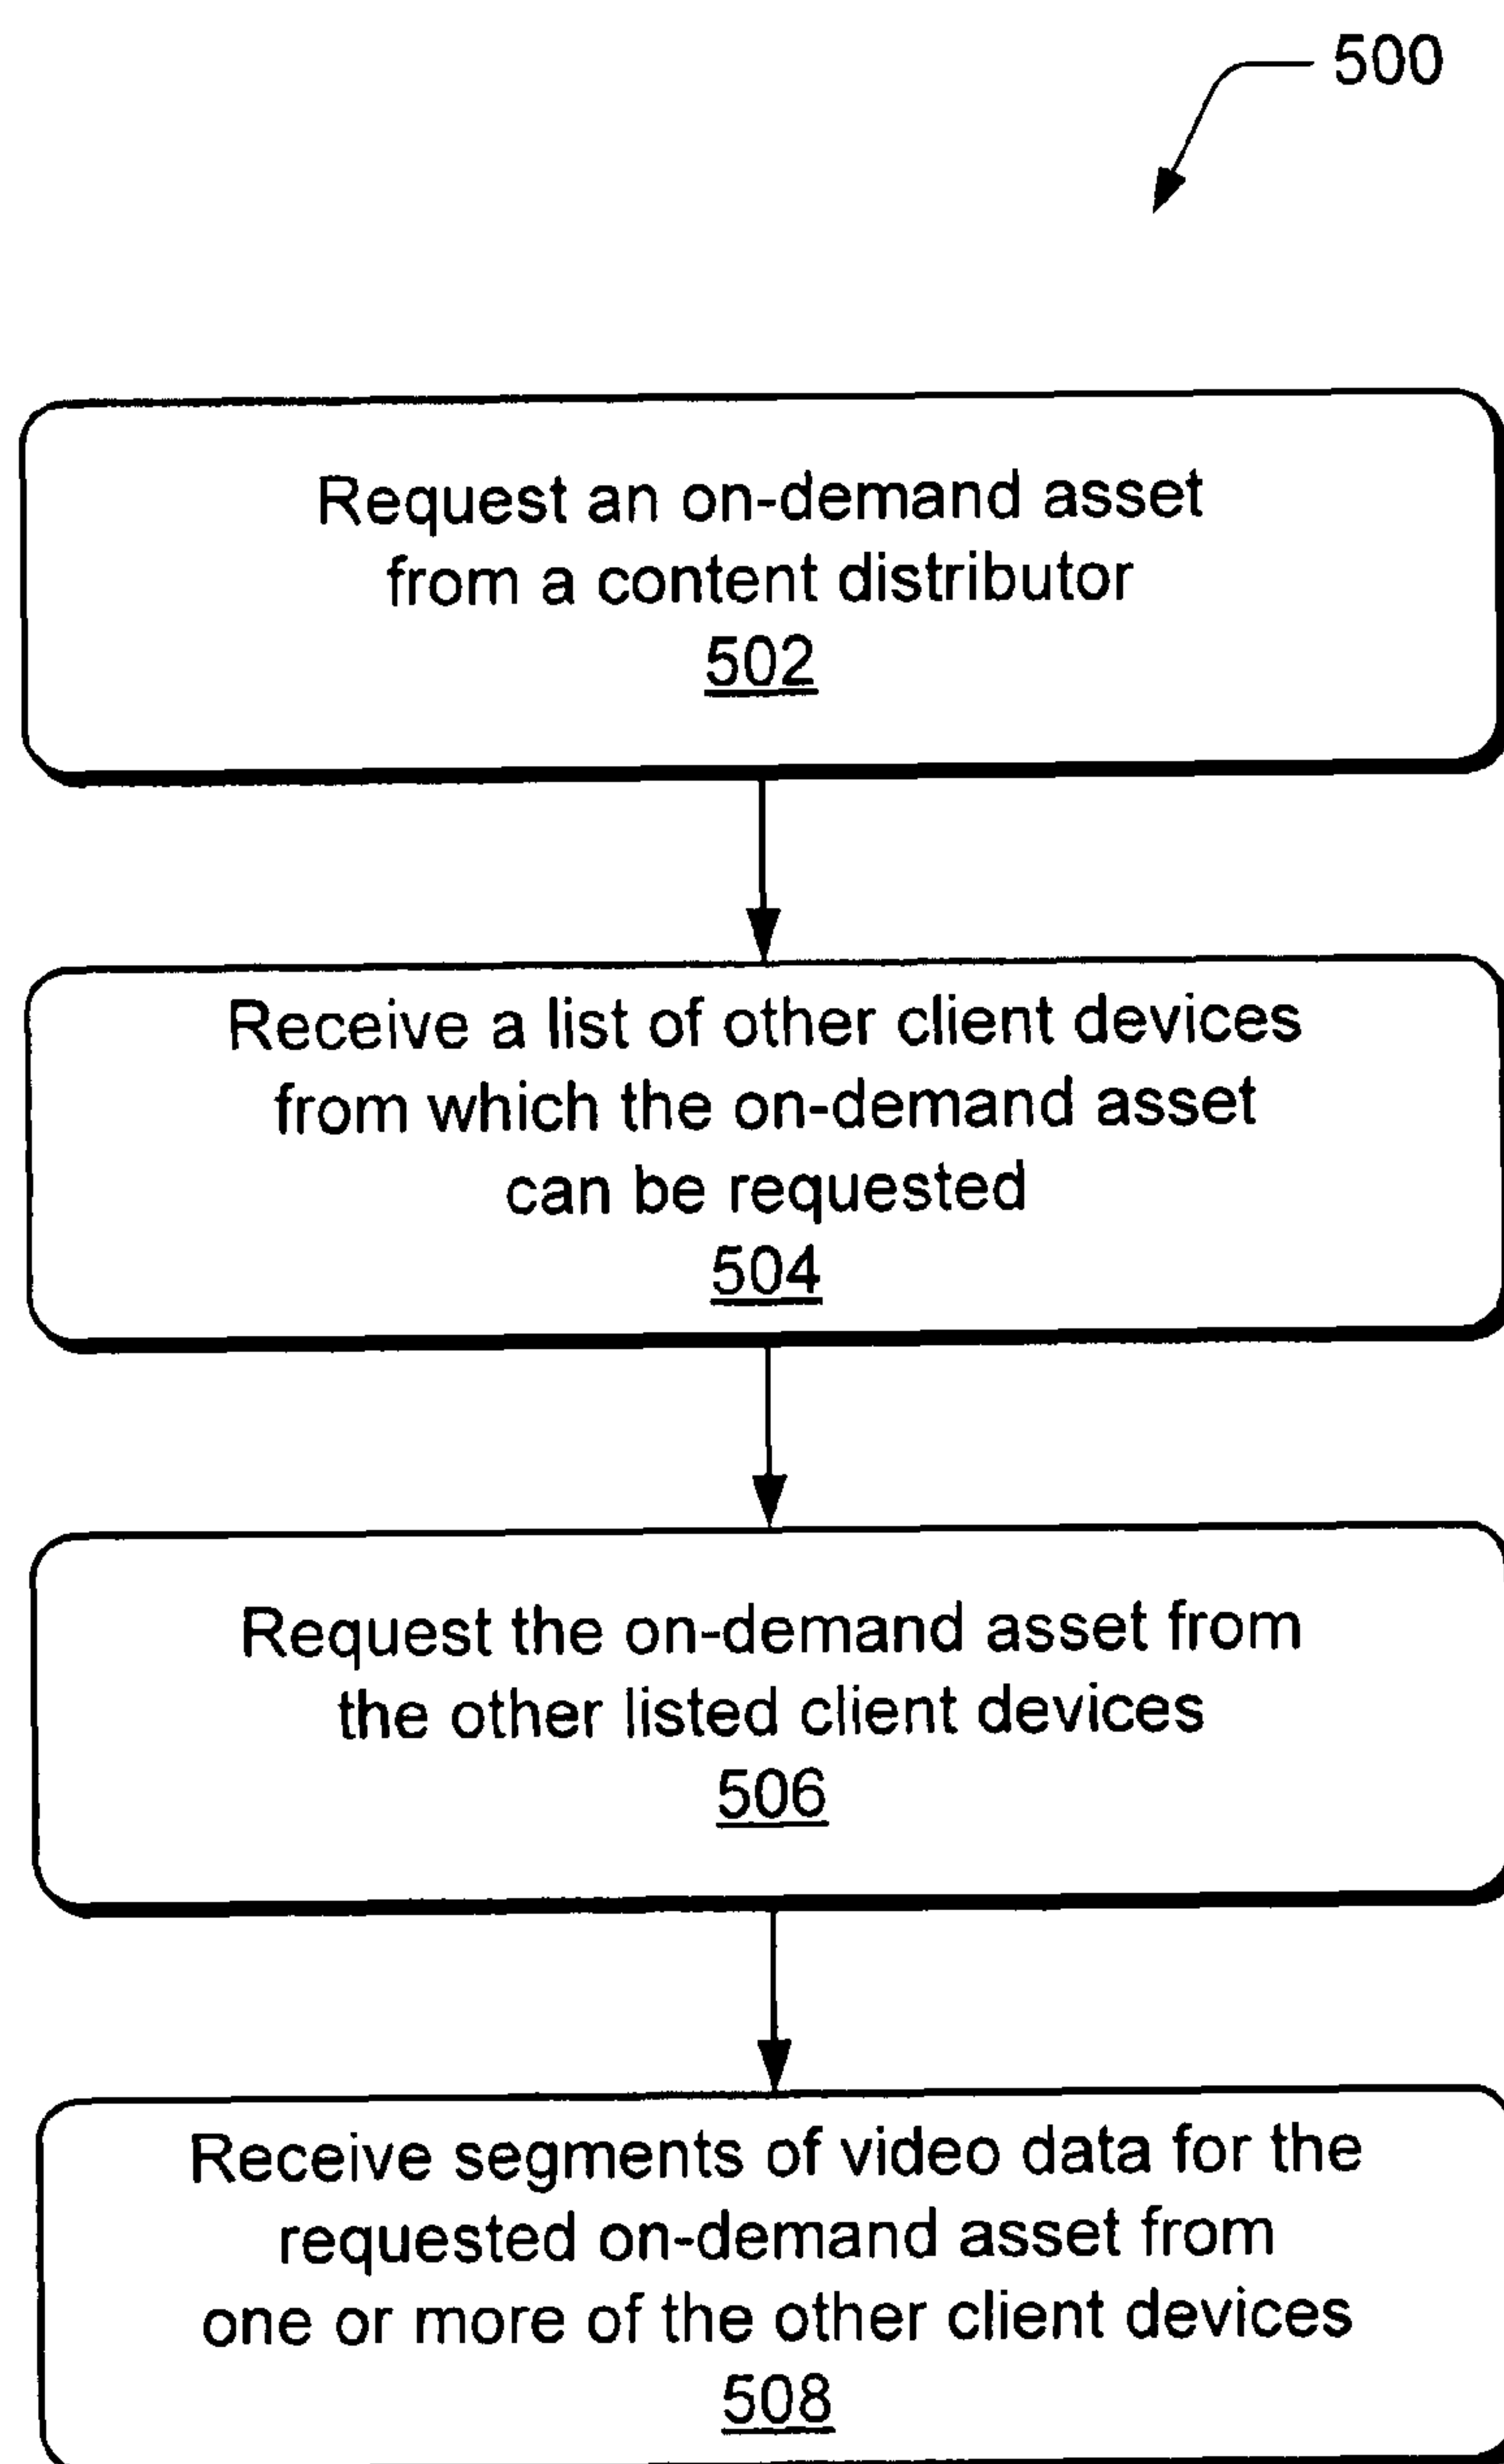 500
Request an on-demand asset
from a content distributor
502
Receive a list of other client devices
from which the on-demand asset
can be requested
504
Request the on-demand asset from
the other listed client devices
506
Receive segments of video data for the
requested on-demand asset from
one or more of the other client devices
508